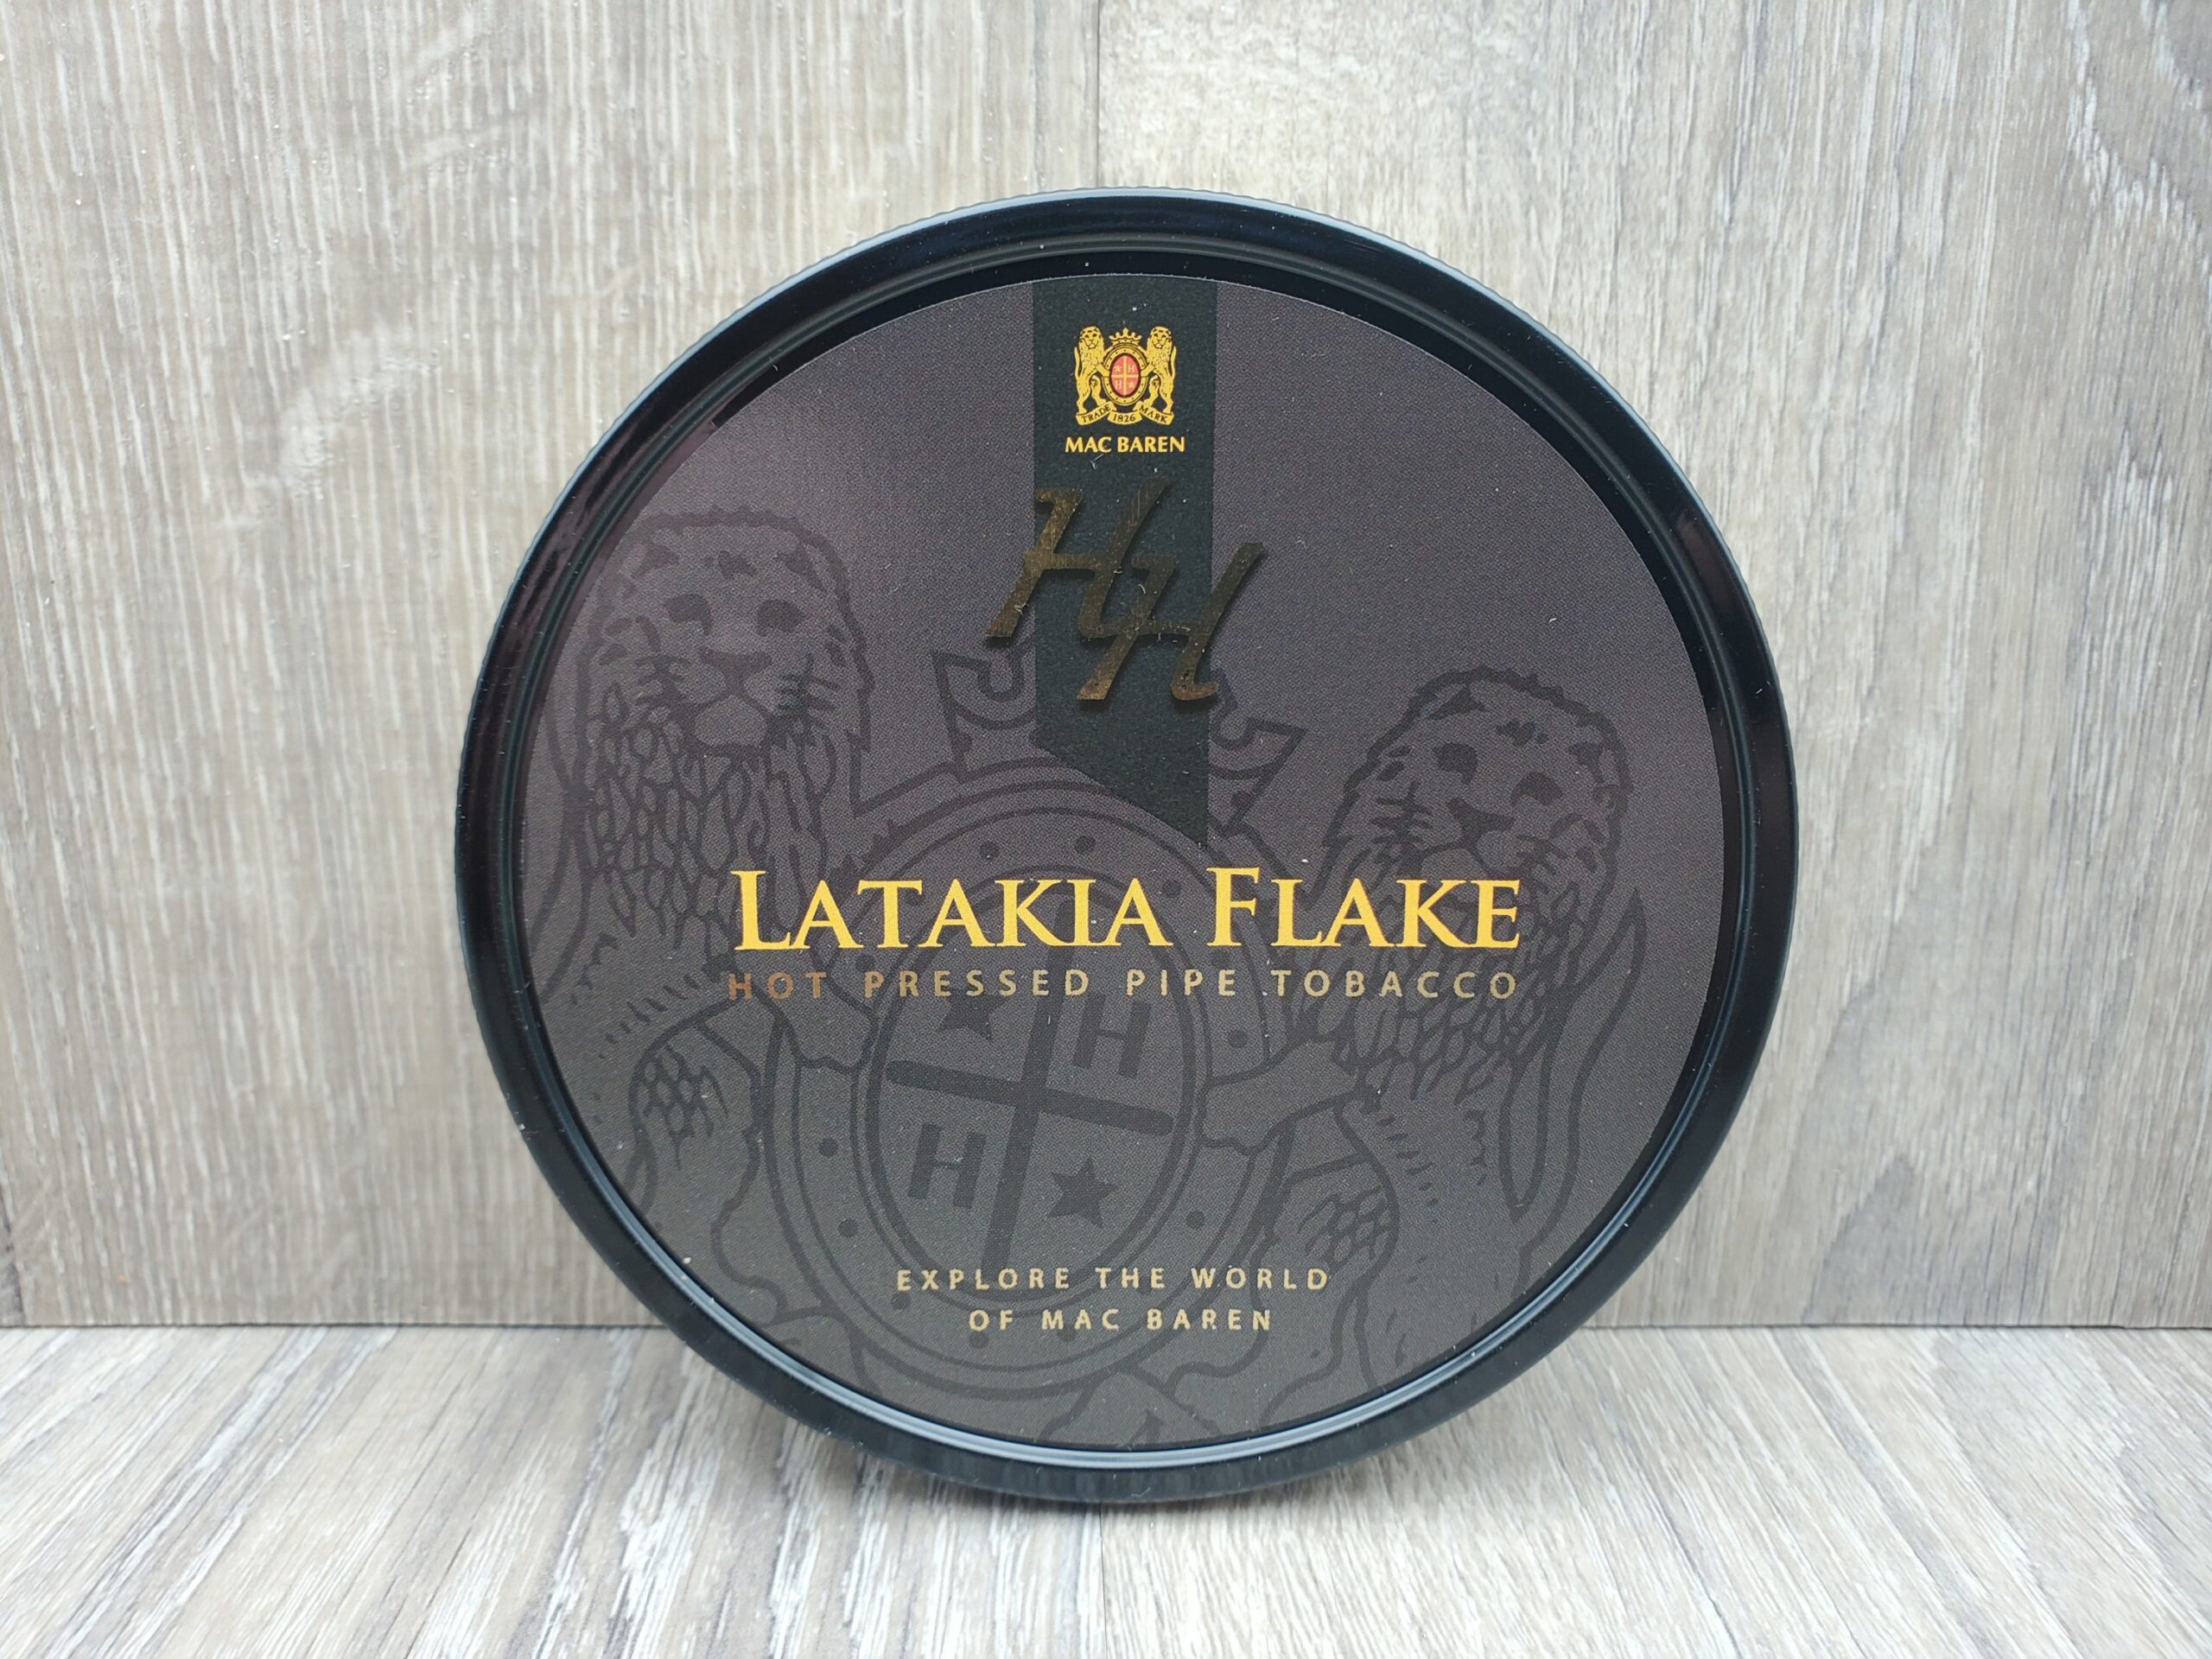 H
H
TRADE 1826 MARK
MAC BAREN
HH
LATAKIA FLAKE
HOT PRESSED PIPE TOBACCO
H
H
EXPLORE THE WORLD
OF MAC BAREN